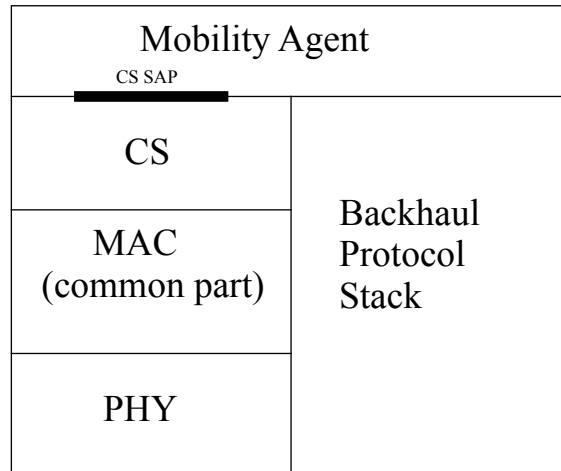 Mobility Agent
CS SAP
CS
MAC
(common part)
PHY
Backhaul
Protocol
Stack